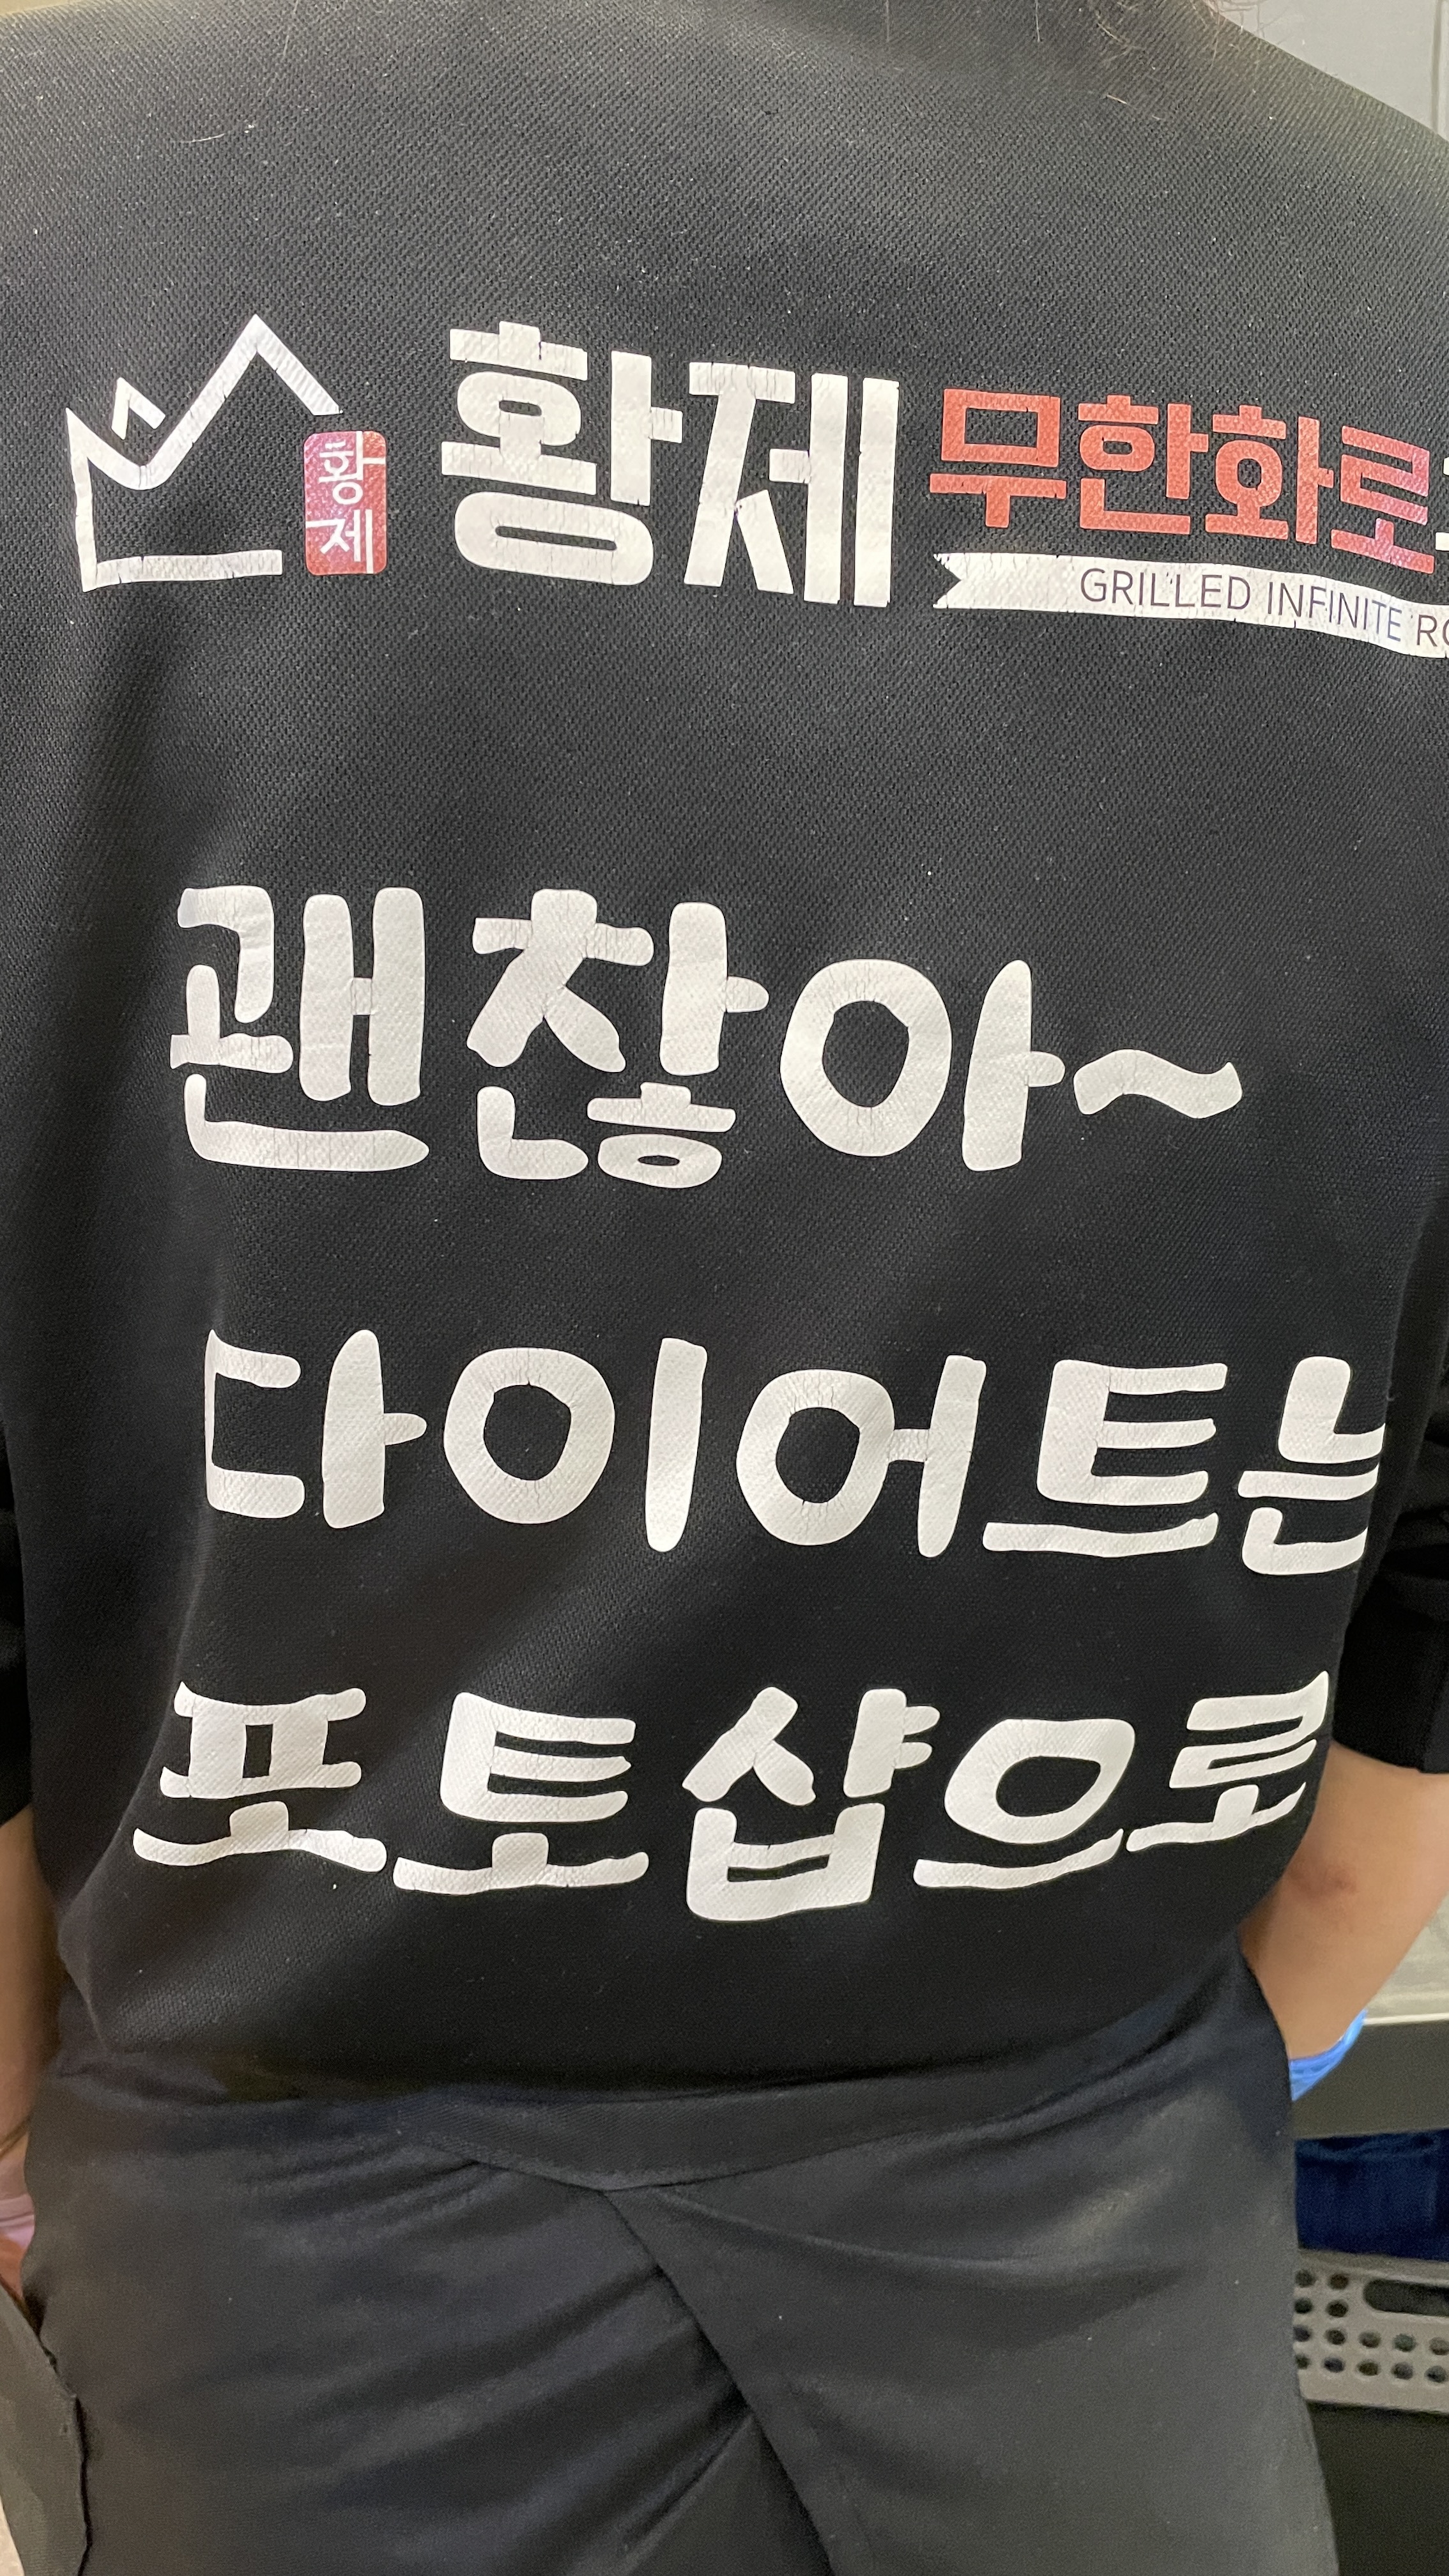 황제
황제 무한화로
GRILLED INFINITE
괜찮아~
다이어트는
포토샵으로